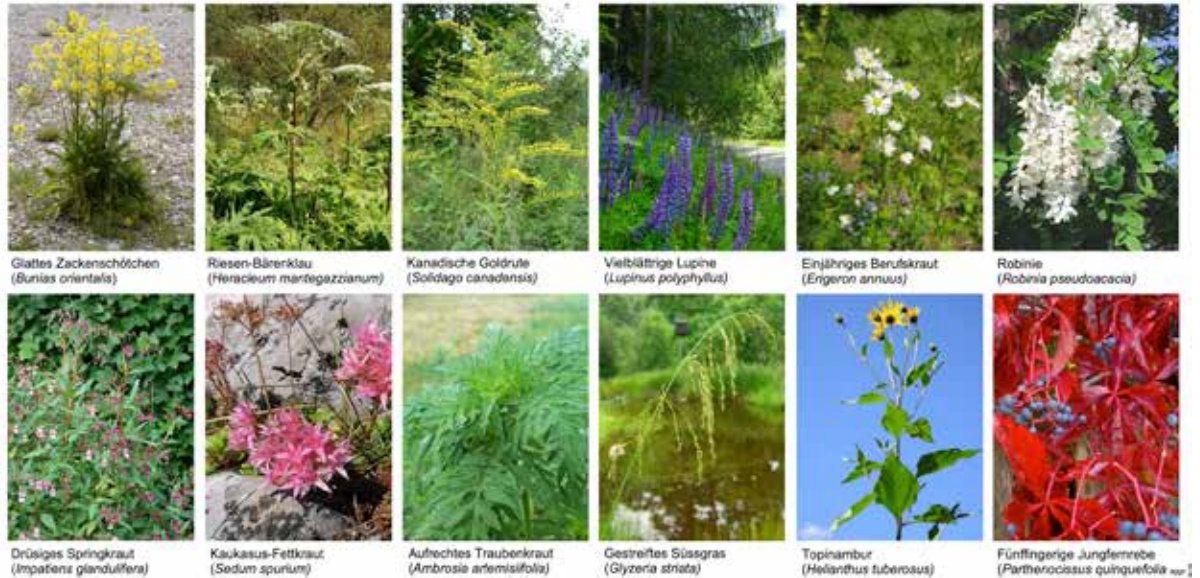 Glattes Zackenschötchen
(Bunias orientalis)
Riesen-Bärenklau
(Heracleum mantegazzianum)
Kanadische Goldrute
(Solidago canadensis)
Vielblättrige Lupine
(Lupinus polyphyllus)
Einjähriges Berufskraut
(Erigeron annuus)
Robinie
(Robinia pseudoacacia)
Drüsiges Springkraut
(Impatiens glandulifera)
Kaukasus-Fettkraut
(Sedum spurium)
Aufrechtes Traubenkraut
(Ambrosia artemisiifolia)
Gestreiftes Süssgras
(Glyzeria striata)
Topinambur
(Helianthus tuberosus)
Fünffingerige Jungfernrebe
(Parthenocissus quinquefolia